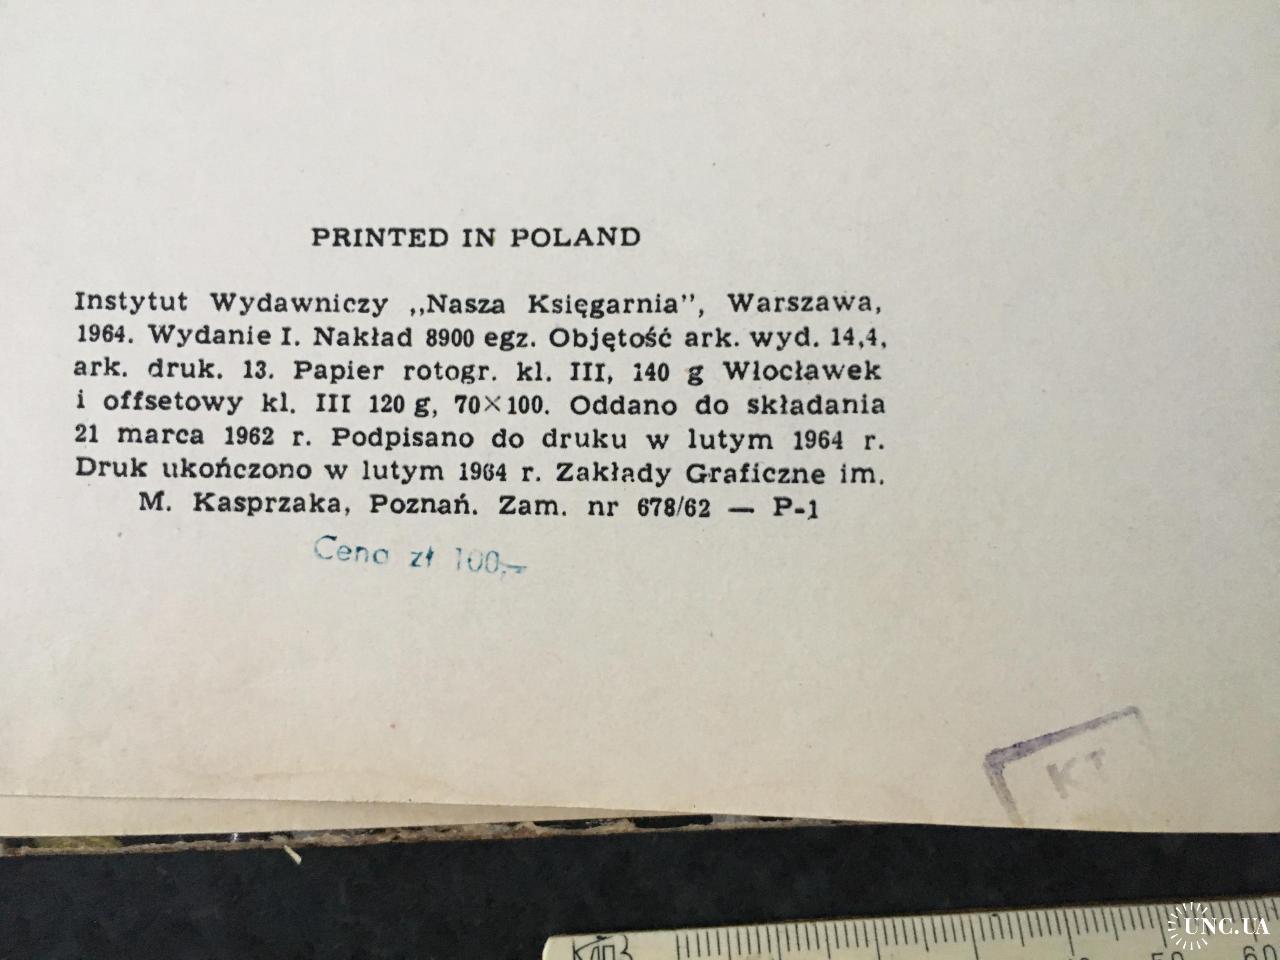 PRINTED IN POLAND
Instytut Wydawniczy ,,Nasza Księgarnia”, Warszawa,
1964. Wydanie I. Nakład 8900 egz. Objętość ark. wyd. 14,4,
ark. druk. 13. Papier rotogr. kl. III, 140 g Włocławek
i offsetowy kl. III 120 g, 70×100. Oddano do składania
21 marca 1962 r. Podpisano do druku w lutym 1964 r.
Druk ukończono w lutym 1964 r. Zakłady Graficzne im.
M. Kasprzaka, Poznań. Zam. nr 678/62 — P-1
Cena zł 100,—
UNC.UA
50 60